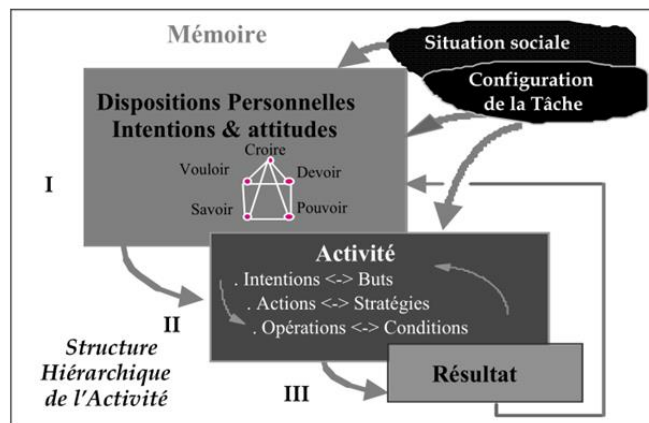 Mémoire
Situation sociale
Configuration
de la Tâche
Dispositions Personnelles
Intentions & attitudes
Croire
Vouloir
Devoir
Savoir
Pouvoir
I
Activité
. Intentions <-> Buts
. Actions <-> Stratégies
. Opérations <-> Conditions
II
Structure
Hiérarchique
de l'Activité
III
Résultat